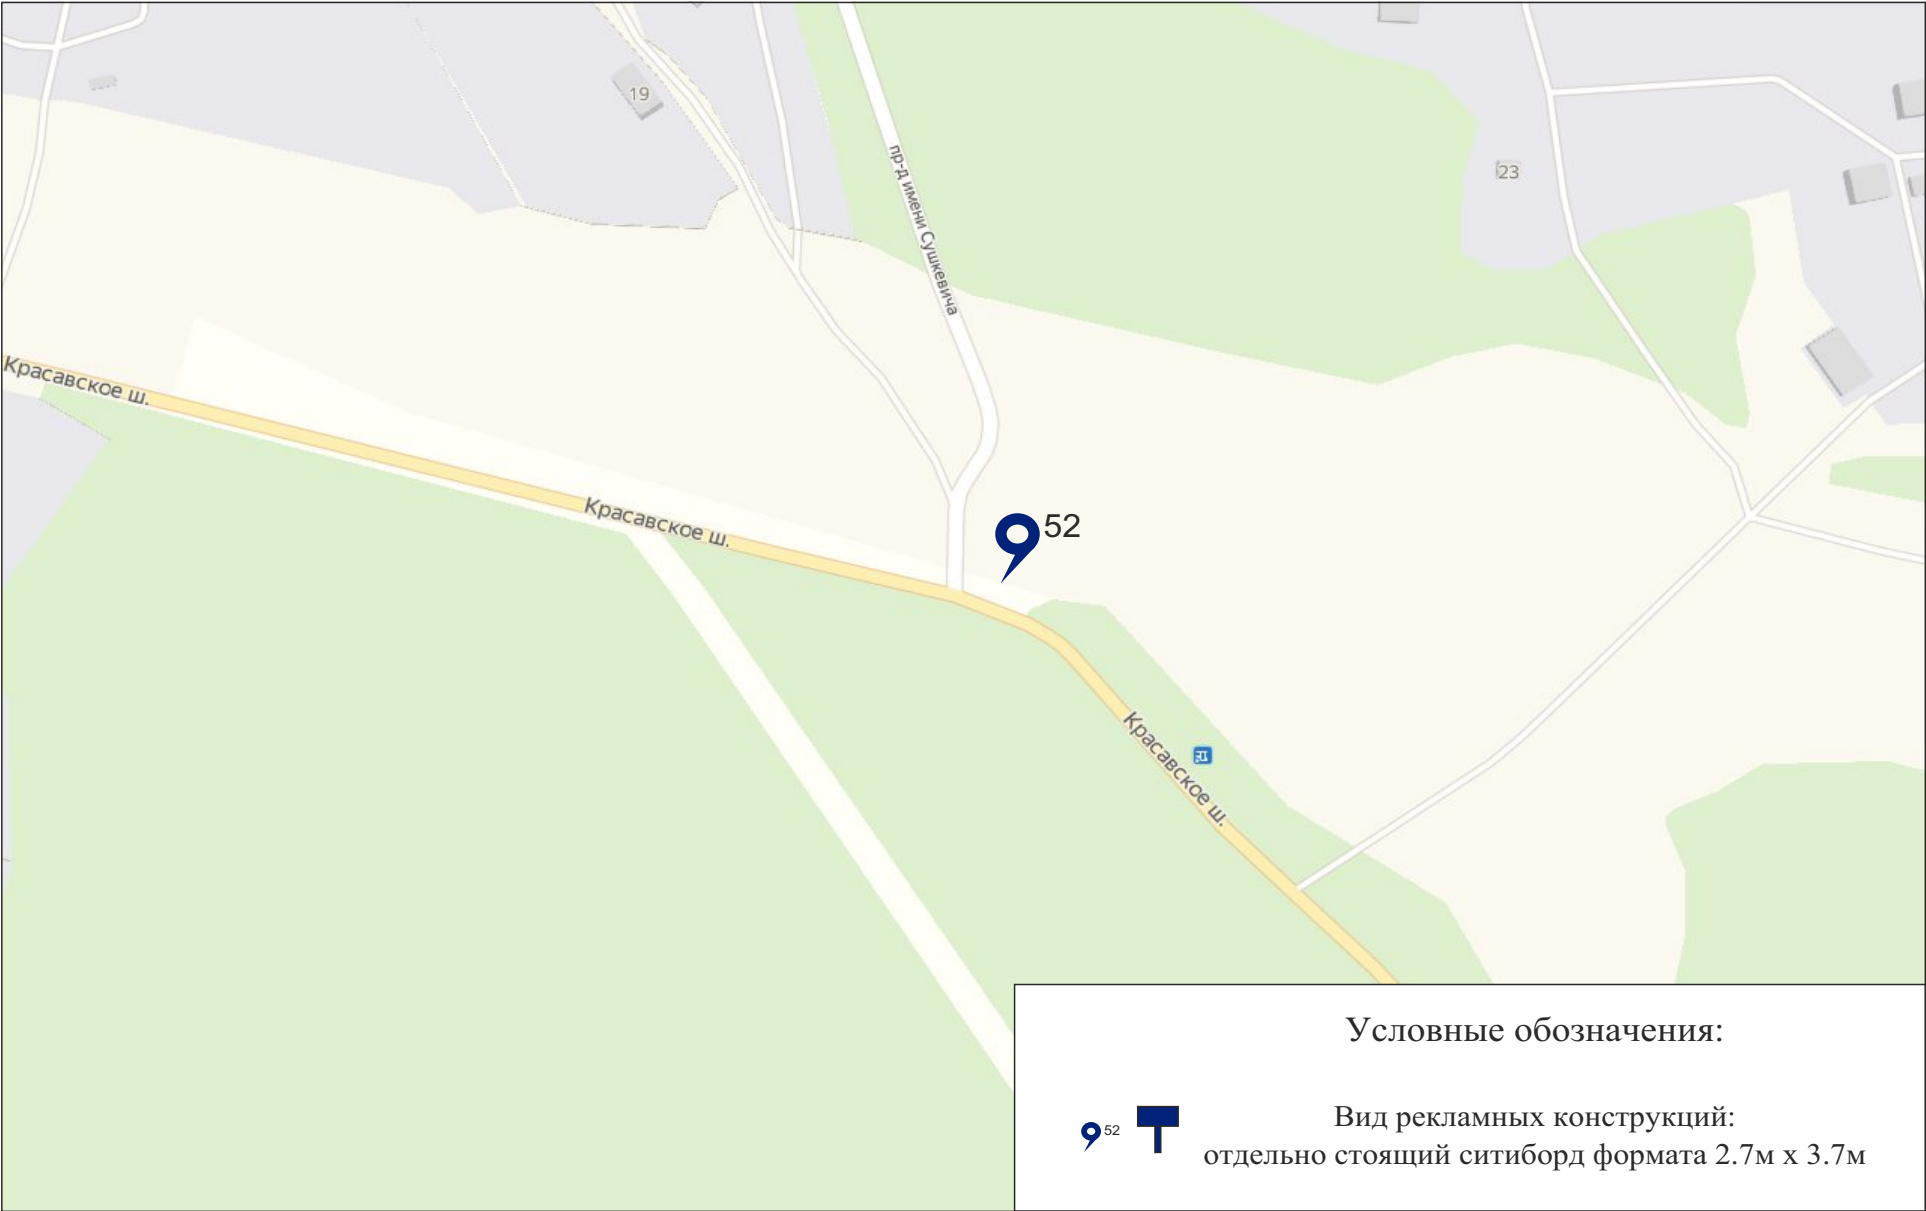 19
пр-д имени Сушкевича
23
Красавское ш.
Красавское ш.
52
Красавское ш.
Условные обозначения:
52
Вид рекламных конструкций:
отдельно стоящий ситиборд формата 2.7м х 3.7м